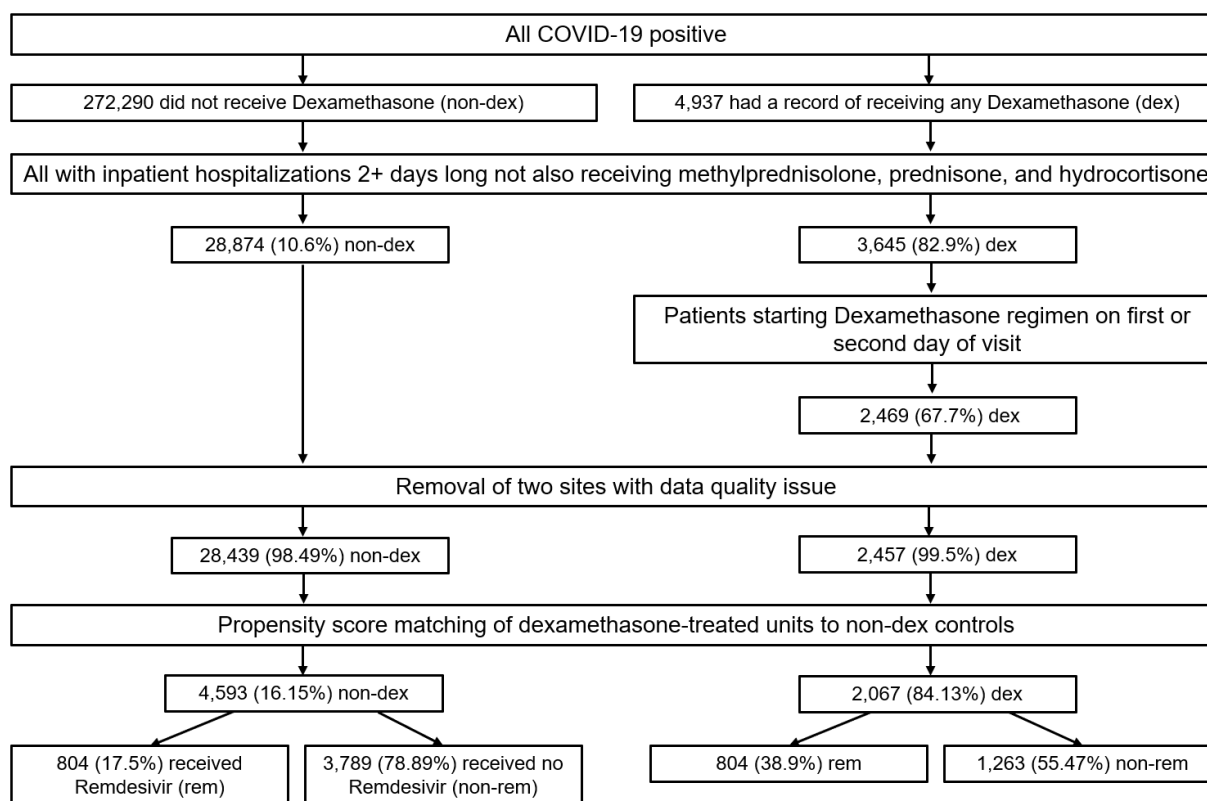 All COVID-19 positive
272,290 did not receive Dexamethasone (non-dex)
4,937 had a record of receiving any Dexamethasone (dex)
All with inpatient hospitalizations 2+ days long not also receiving methylprednisolone, prednisone, and hydrocortisone
28,874 (10.6%) non-dex
3,645 (82.9%) dex
Patients starting Dexamethasone regimen on first or
second day of visit
2,469 (67.7%) dex
Removal of two sites with data quality issue
28,439 (98.49%) non-dex
2,457 (99.5%) dex
Propensity score matching of dexamethasone-treated units to non-dex controls
4,593 (16.15%) non-dex
2,067 (84.13%) dex
804 (17.5%) received
Remdesivir (rem)
3,789 (78.89%) received no
Remdesivir (non-rem)
804 (38.9%) rem
1,263 (55.47%) non-rem